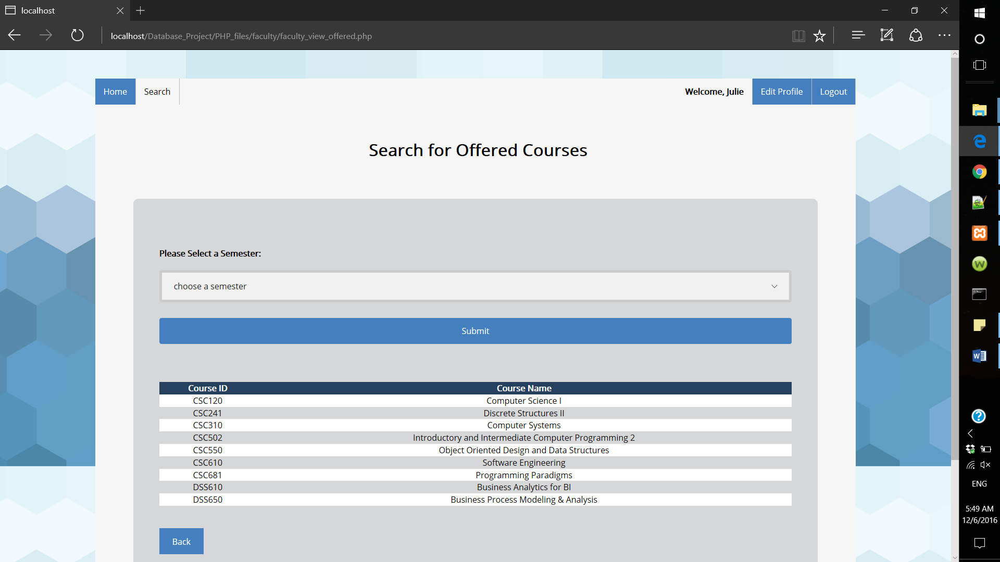 localhost
localhost/Database_Project/PHP_files/faculty/faculty_view_offered.php
Home Search Welcome, Julie Edit Profile Logout
Search for Offered Courses
Please Select a Semester:
choose a semester
Submit
Course ID Course Name
CSC120 Computer Science I
CSC241 Discrete Structures II
CSC310 Computer Systems
CSC502 Introductory and Intermediate Computer Programming 2
CSC550 Object Oriented Design and Data Structures
CSC610 Software Engineering
CSC681 Programming Paradigms
DSS610 Business Analytics for BI
DSS650 Business Process Modeling & Analysis
Back
ENG
5:49 AM
12/6/2016